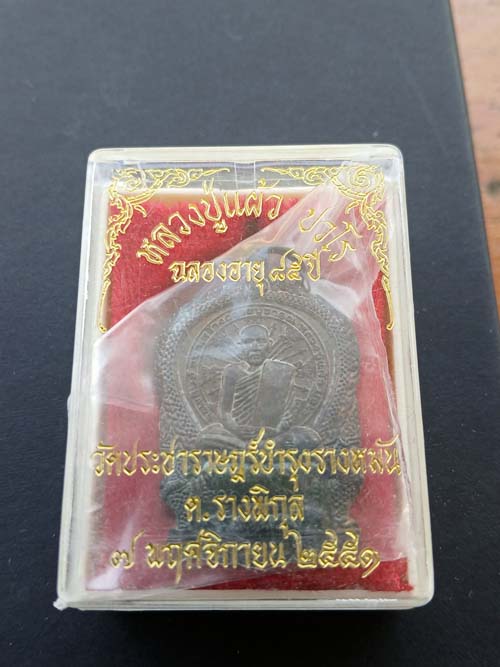 หลวงปู่แผ้ว ปวโร
ฉลองอายุ ๘๕ ปี
วัดประชาราษฎร์บำรุงรางหมัน
ต.รางพิกุล
๗ พฤศจิกายน ๒๕๕๑